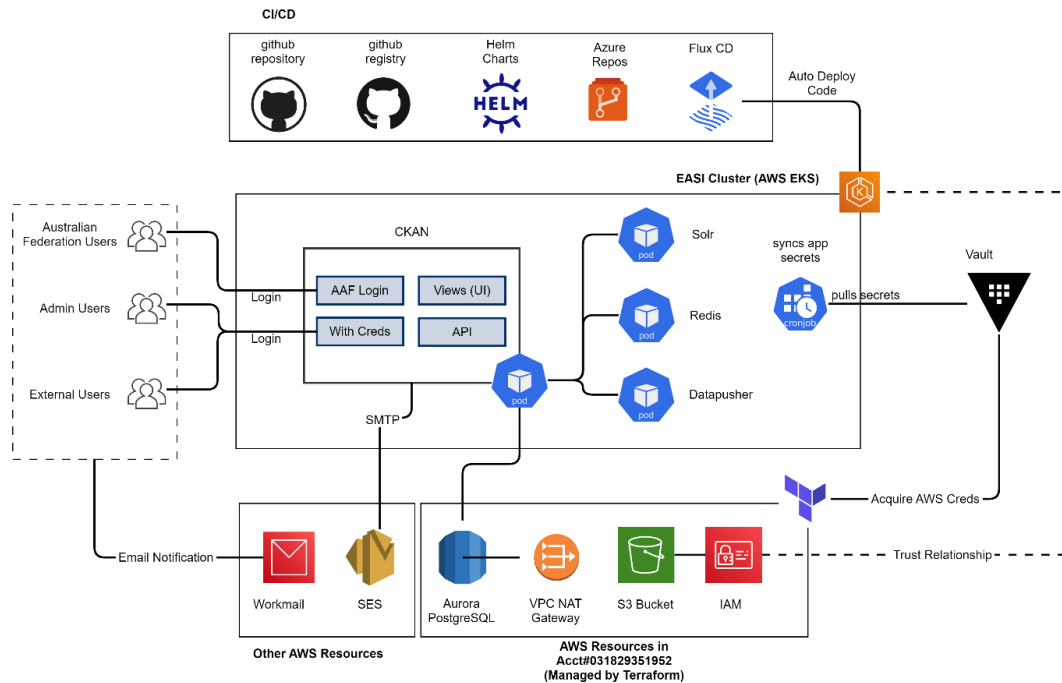 CI/CD
github
repository
github
registry
Helm
Charts
Azure
Repos
Flux CD
HELM
Auto Deploy
Code
EASI Cluster (AWS EKS)
K
Australian
Federation Users
Admin Users
External Users
Login
Login
CKAN
AAF Login
Views (UI)
With Creds
API
pod
SMTP
pod
Solr
pod
Redis
pod
Datapusher
syncs app
secrets
cronjob
pulls secrets
Vault
Acquire AWS Creds
Trust Relationship
Email Notification
Workmail
SES
Other AWS Resources
Aurora
PostgreSQL
VPC NAT
Gateway
S3 Bucket
IAM
AWS Resources in
Acct#031829351952
(Managed by Terraform)